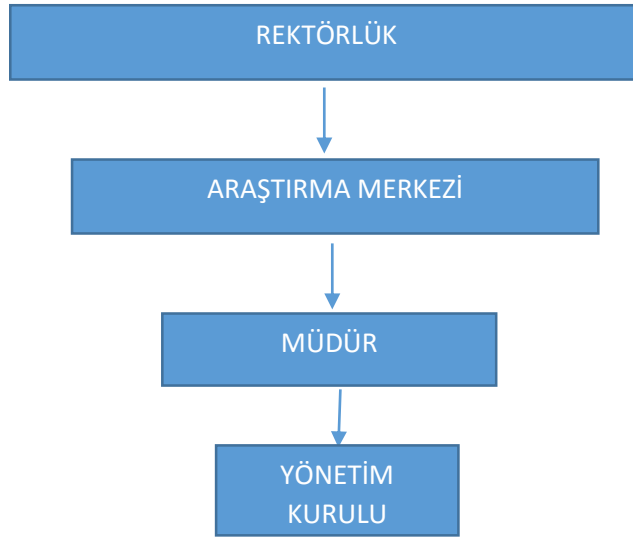 REKTÖRLÜK
ARAŞTIRMA MERKEZİ
MÜDÜR
YÖNETİM
KURULU